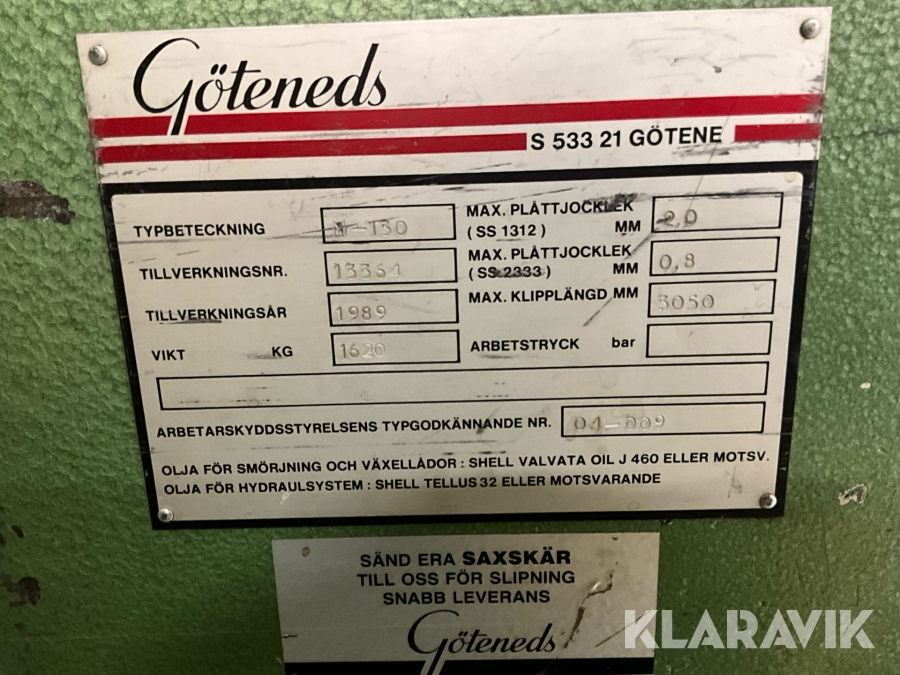 Göteneds
S 533 21 GÖTENE
TYPBETECKNING -130
TILLVERKNINGSNR. 13364
TILLVERKNINGSÅR 1989
VIKT KG 1620
MAX. PLÅTTJOCKLEK
(SS 1312) MM 2,0
MAX. PLÅTTJOCKLEK
(SS 2333) MM 0,8
MAX. KLIPPLÄNGD MM 3050
ARBETSTRYCK bar
ARBETARSKYDDSSTYRELSENS TYPGODKÄNNANDE NR. 04-009
OLJA FÖR SMÖRJNING OCH VÄXELLÅDOR : SHELL VALVATA OIL J 460 ELLER MOTSV.
OLJA FÖR HYDRAULSYSTEM : SHELL TELLUS 32 ELLER MOTSVARANDE
SÄND ERA SAXSKÄR
TILL OSS FÖR SLIPNING
SNABB LEVERANS
Göteneds
KLARAVIK